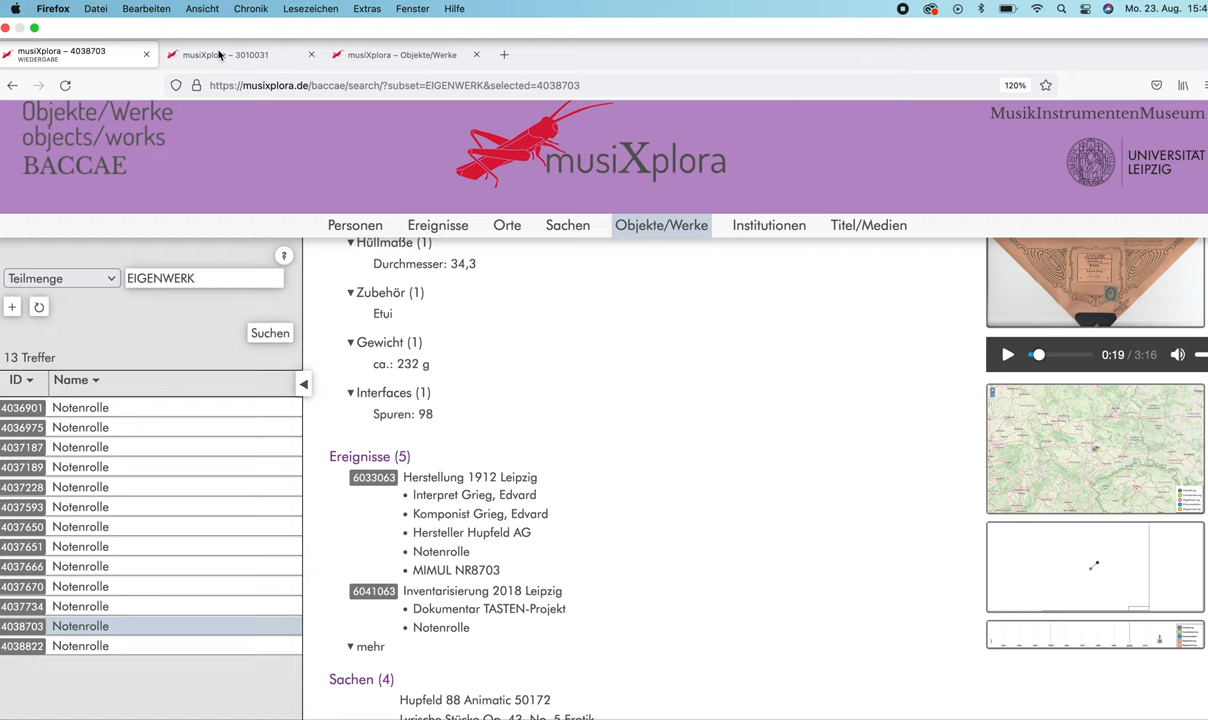 Firefox Datei Bearbeiten Ansicht Chronik Lesezeichen Extras Fenster Hilfe Mo. 23. Aug. 15:4
musiXplora – 4038703
WIEDERGABE
musiXplora – 3010031
musiXplora – Objekte/Werke
https://musixplora.de/baccae/search/?subset=EIGENWERK&selected=4038703
120%
Objekte/Werke
objects/works
BACCAE
musiXplora
MusikInstrumentenMuseum
UNIVERSITÄT
LEIPZIG
Personen Ereignisse Orte Sachen Objekte/Werke Institutionen Titel/Medien
?
Teilmenge EIGENWERK
+
Suchen
13 Treffer
ID Name
4036901 Notenrolle
4036975 Notenrolle
4037187 Notenrolle
4037189 Notenrolle
4037228 Notenrolle
4037593 Notenrolle
4037650 Notenrolle
4037651 Notenrolle
4037666 Notenrolle
4037670 Notenrolle
4037734 Notenrolle
4038703 Notenrolle
4038822 Notenrolle
Hüllmaße (1)
Durchmesser: 34,3
Zubehör (1)
Etui
Gewicht (1)
ca.: 232 g
Interfaces (1)
Spuren: 98
Ereignisse (5)
6033063 Herstellung 1912 Leipzig
• Interpret Grieg, Edvard
• Komponist Grieg, Edvard
• Hersteller Hupfeld AG
• Notenrolle
• MIMUL NR8703
6041063 Inventarisierung 2018 Leipzig
• Dokumentar TASTEN-Projekt
• Notenrolle
mehr
Sachen (4)
Hupfeld 88 Animatic 50172
Lyrische Stücke Op. 43, No. 5 Erotik
0:19 / 3:16